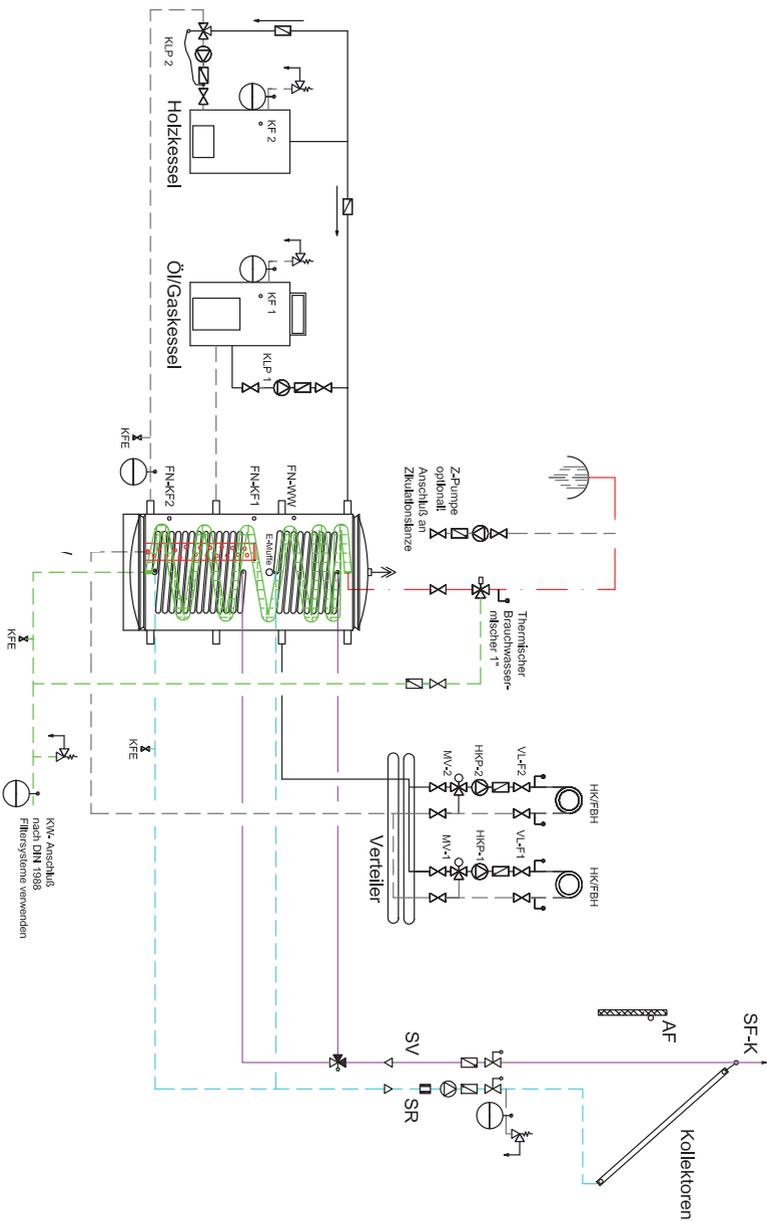 KLP 2
KF 2
Holzkessel
KF 1
Öl/Gaskessel
KLP 1
KFE
FN-KF2
FN-KF1
FN-WW
E-Muffe
Z-Pumpe
optional!
Anschluß an
Zikulationslanze
Thermischer
Brauchwasser-
mischer 1"
KFE
KFE
KW- Anschluß
nach DIN 1988
Filtersysteme verwenden
Verteiler
MV-2
HKP-2
VL-F2
HK/FBH
MV-1
HKP-1
VL-F1
HK/FBH
AF
SF-K
SV
SR
Kollektoren